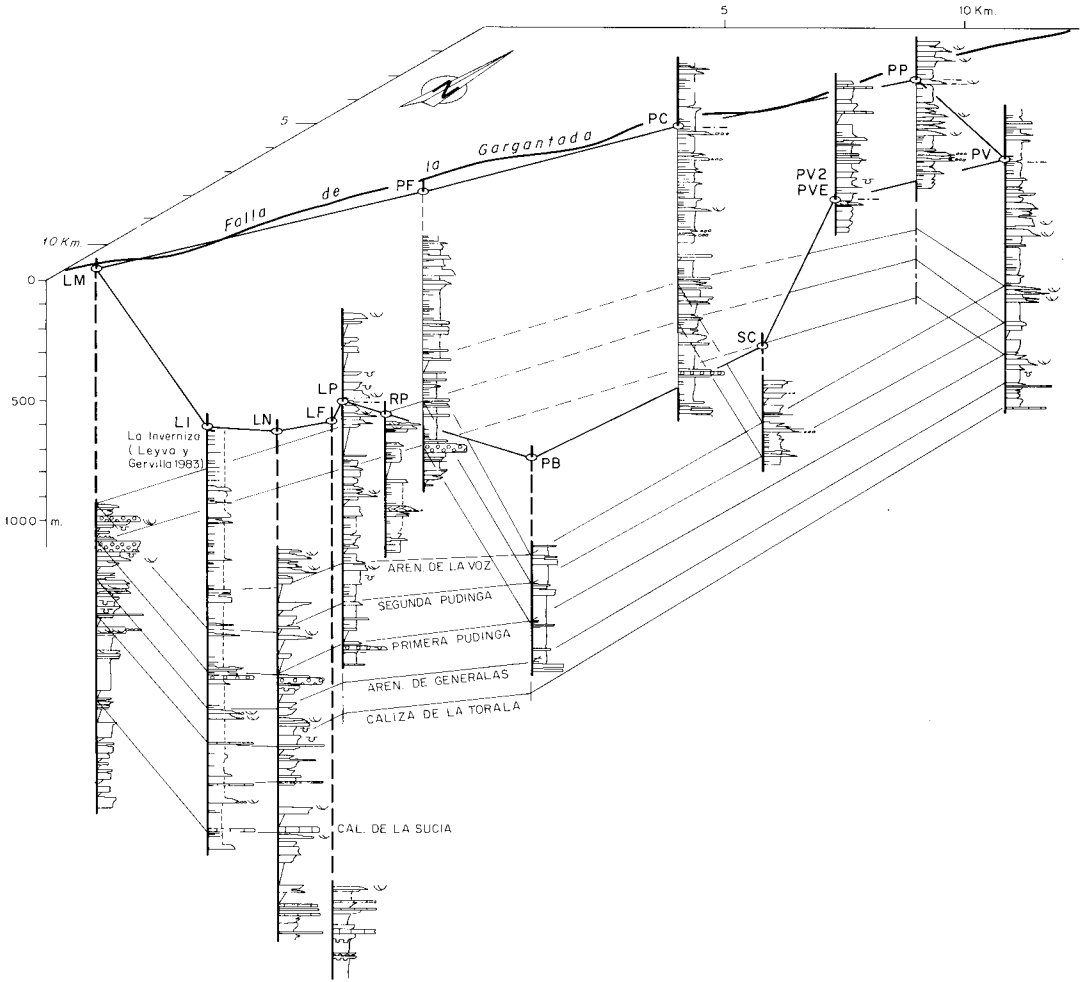 5
10 Km.
N
5
10 Km.
Falla de la Gargantada
PP
PC
PV
PF
PV2
PVE
LM
0
SC
LP
RP
500
LI
LN
LF
La Inverniza
(Leyva y
Gervilla 1983)
PB
1000 m.
AREN. DE LA VOZ
SEGUNDA PUDINGA
PRIMERA PUDINGA
AREN. DE GENERALAS
CALIZA DE LA TORALA
CAL. DE LA SUCIA